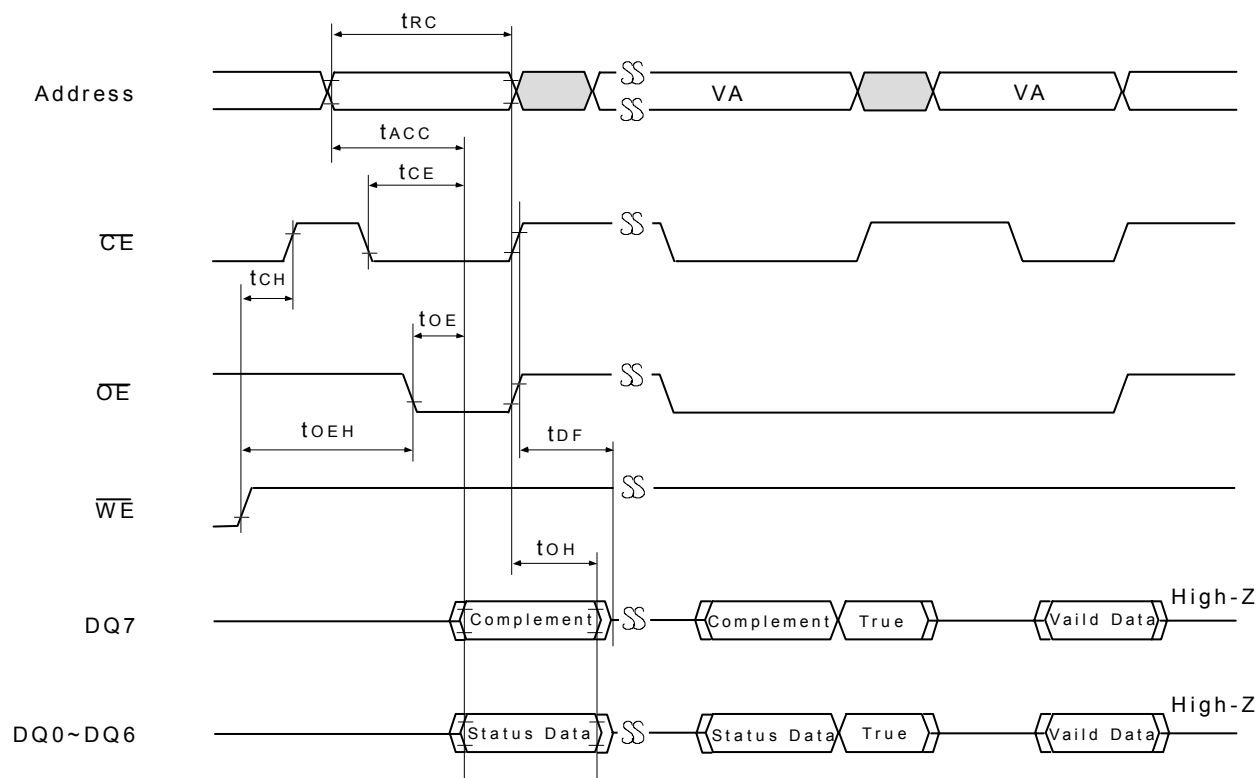 tRC
Address
VA
VA
tACC
tCE
CE
tCH
tOE
OE
tOEH
tDF
WE
tOH
High-Z
DQ7
Complement
Complement
True
Vaild Data
High-Z
DQ0~DQ6
Status Data
Status Data
True
Vaild Data